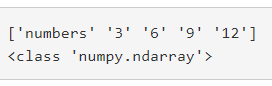 ['numbers' '3' '6' '9' '12']
<class 'numpy.ndarray'>